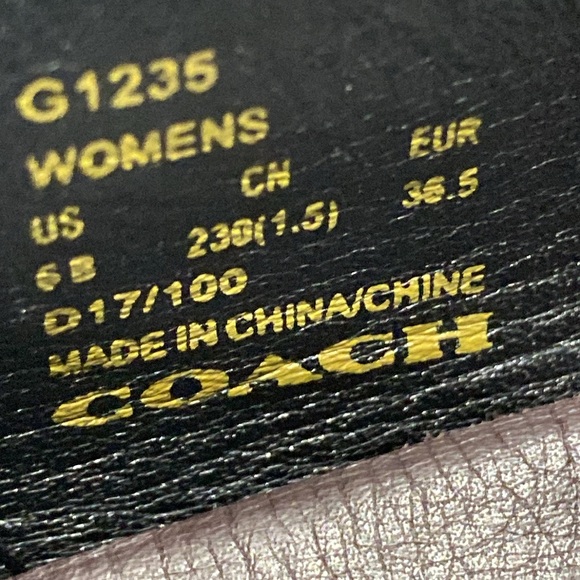 G1235
WOMENS
US CN EUR
6 B 230(1.5) 36.5
D17/100
MADE IN CHINA/CHINE
COACH